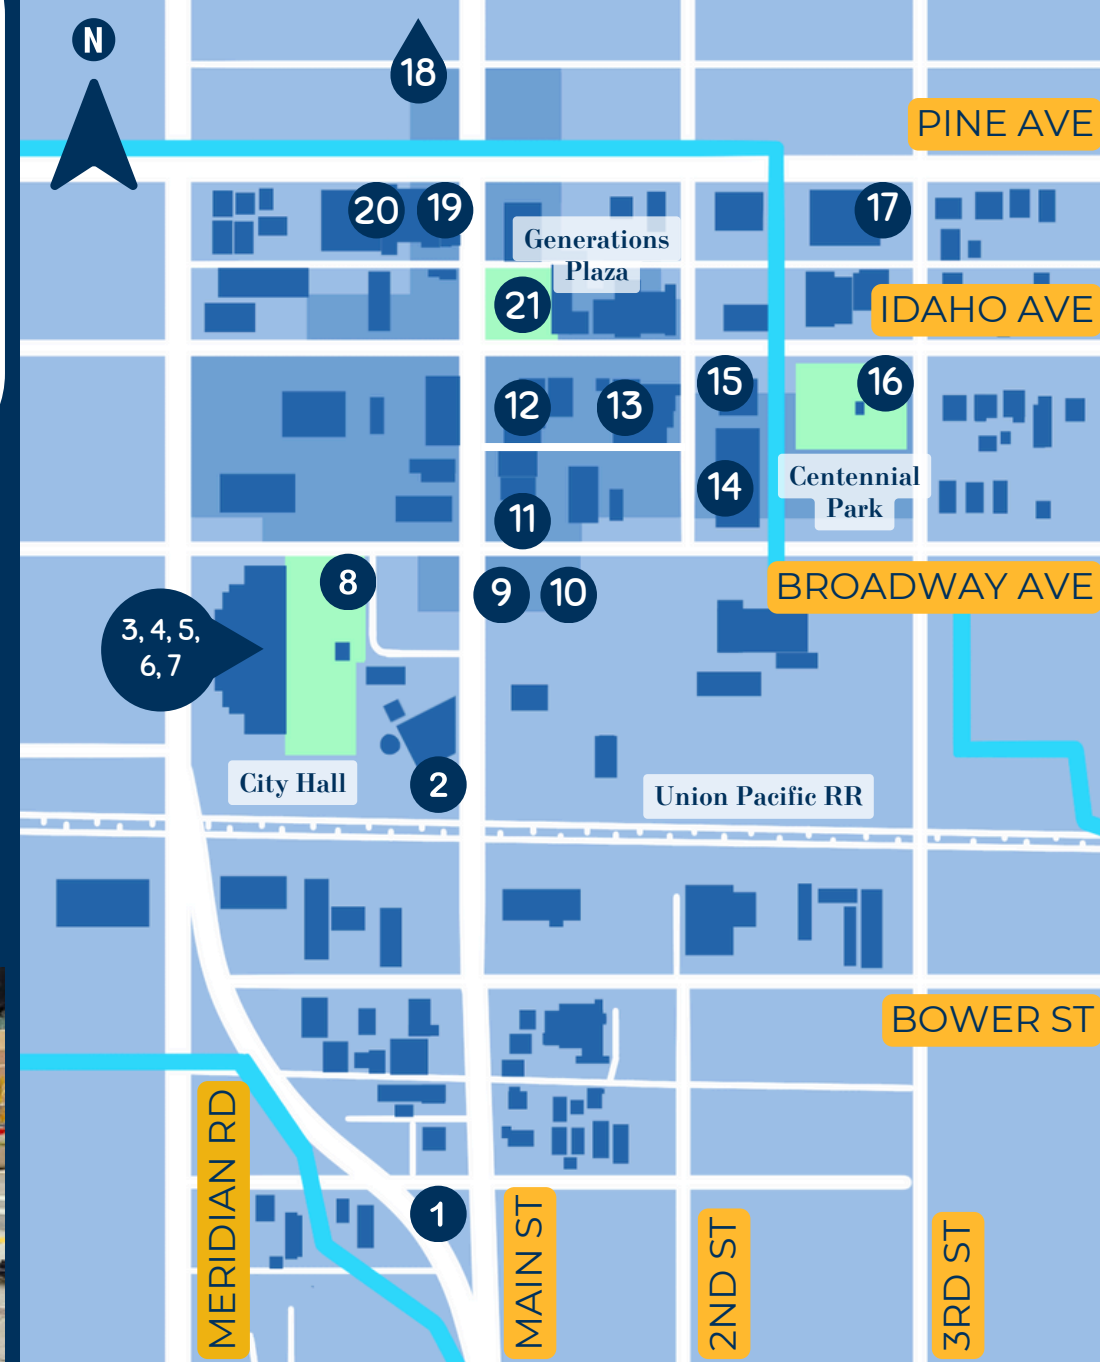 N
18
PINE AVE
20
19
17
Generations
Plaza
21
IDAHO AVE
12
13
15
16
14
Centennial
Park
11
8
9
10
BROADWAY AVE
3, 4, 5,
6, 7
City Hall
2
Union Pacific RR
BOWER ST
MERIDIAN RD
1
MAIN ST
2ND ST
3RD ST